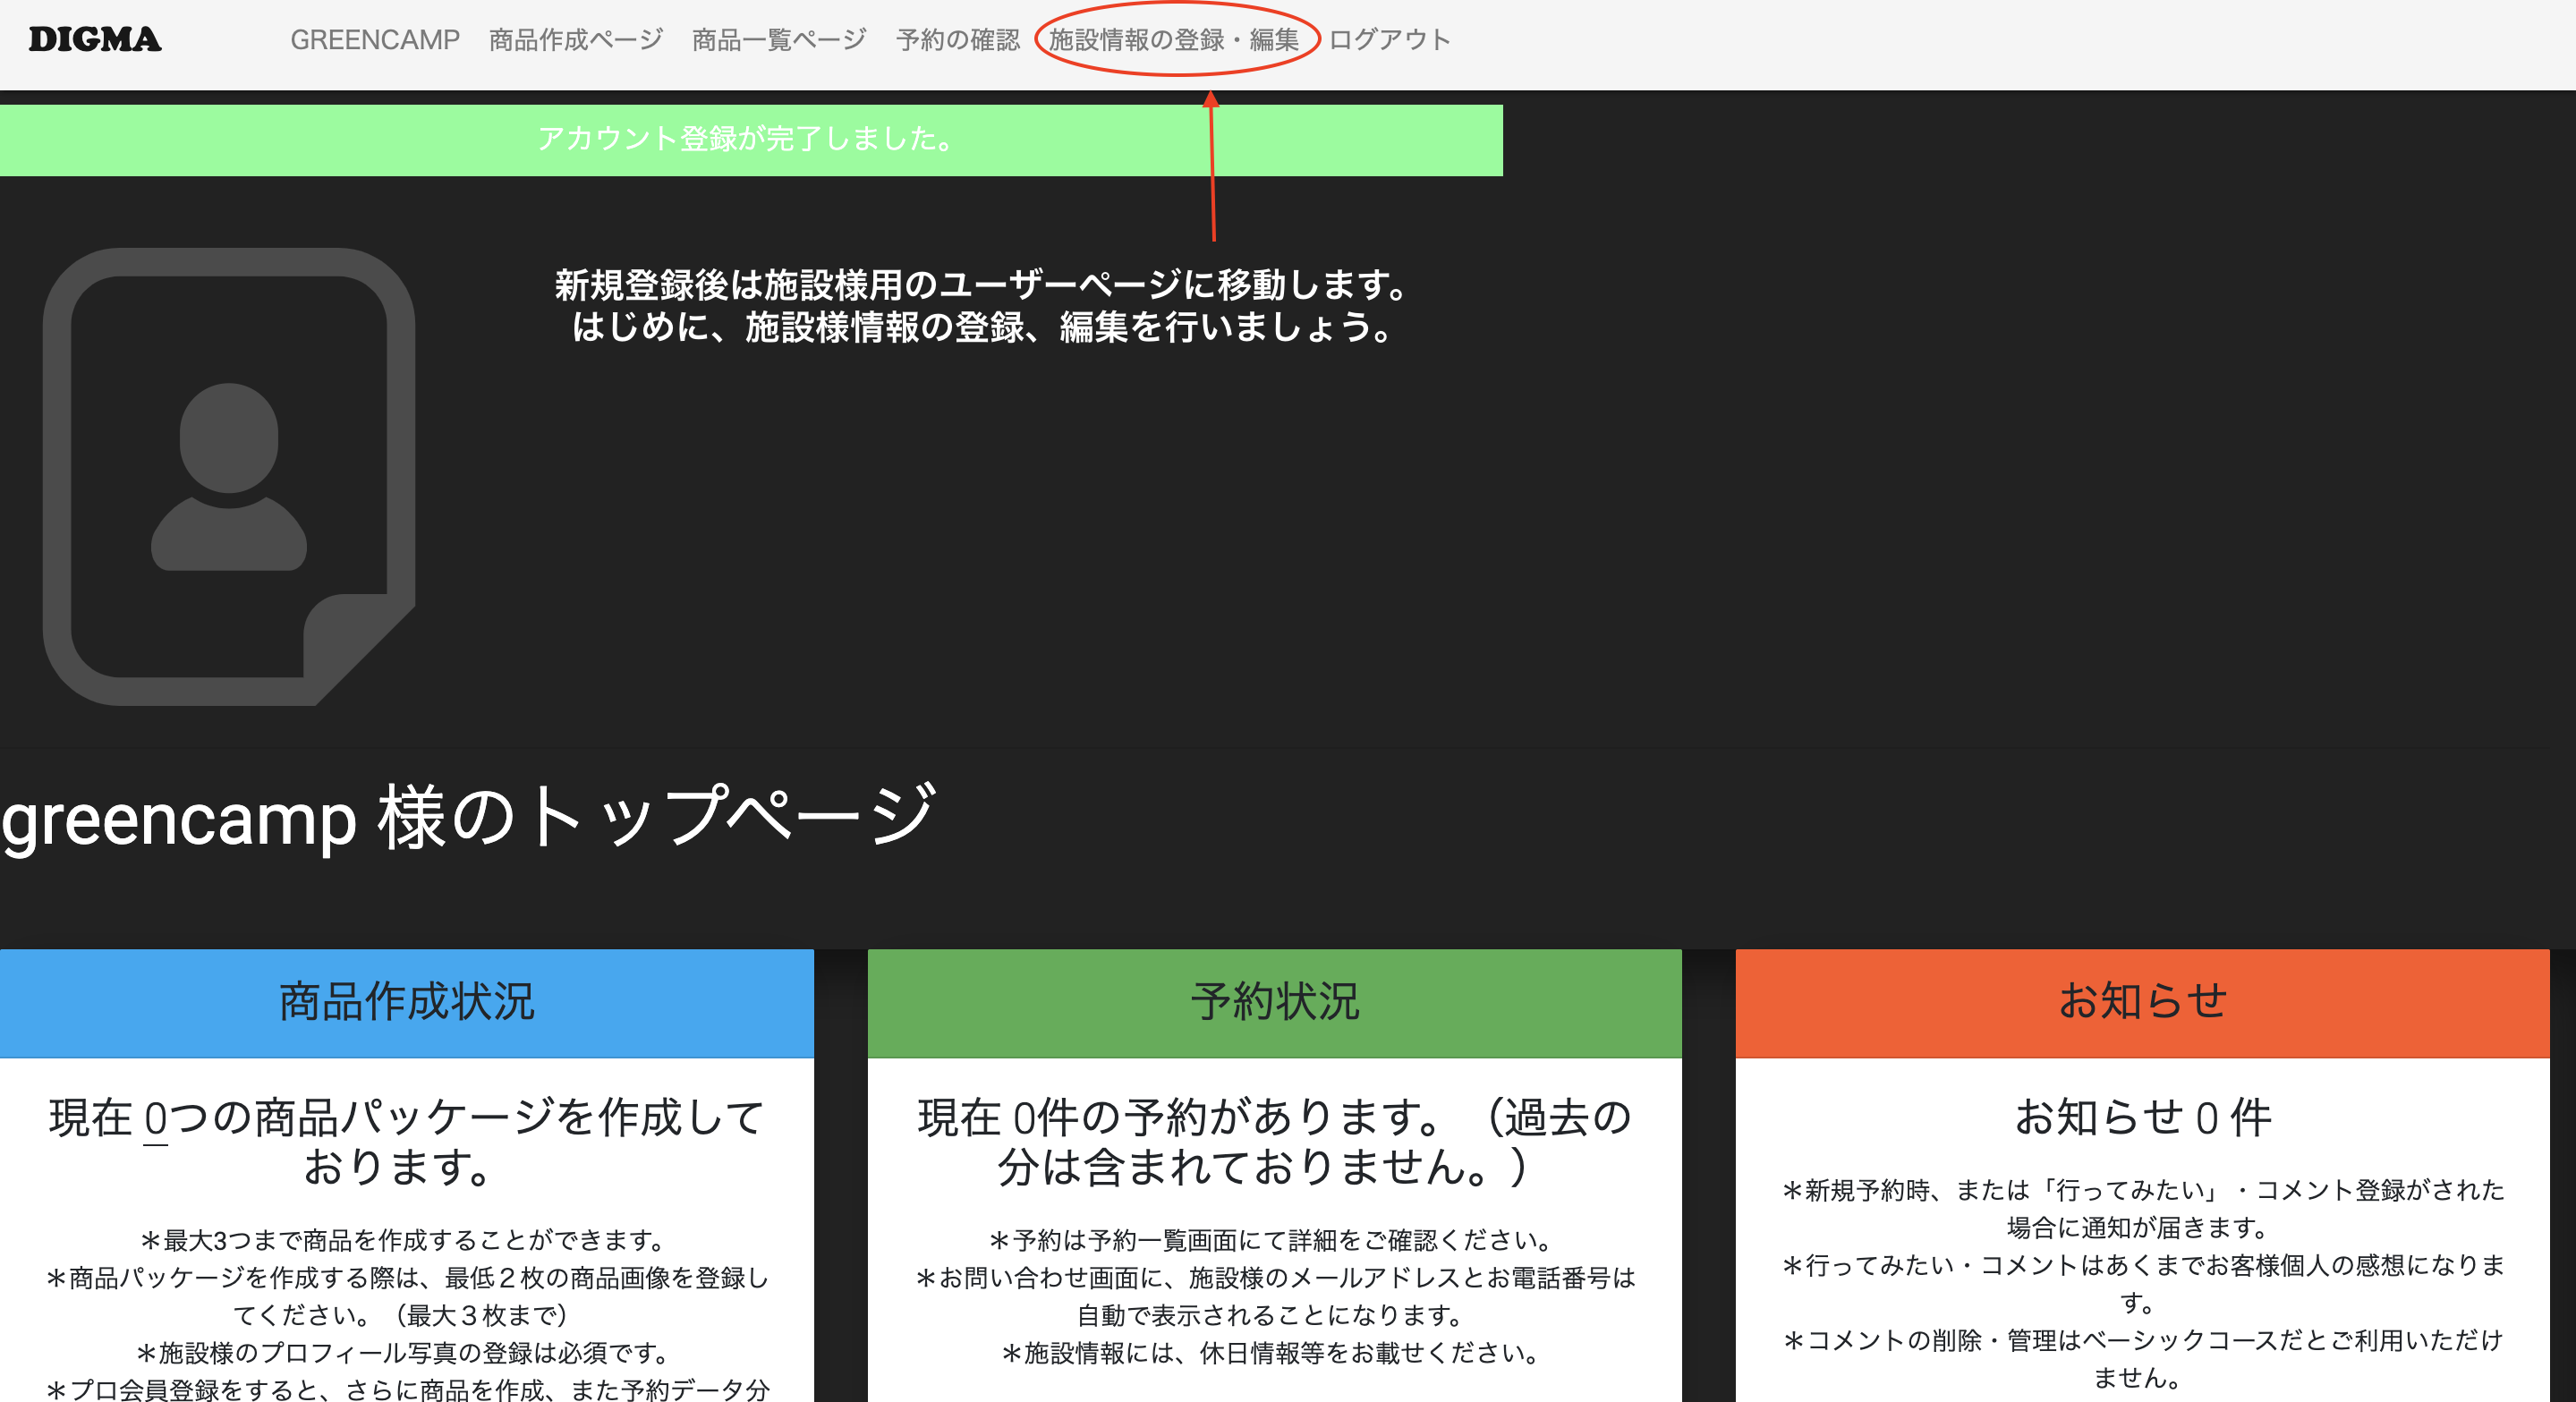 DIGMA GREENCAMP 商品作成ページ 商品一覧ページ 予約の確認 施設情報の登録・編集 ログアウト
アカウント登録が完了しました。
新規登録後は施設様用のユーザーページに移動します。
はじめに、施設様情報の登録、編集を行いましょう。
greencamp 様のトップページ
商品作成状況
現在 0つの商品パッケージを作成して
おります。
＊最大3つまで商品を作成することができます。
＊商品パッケージを作成する際は、最低２枚の商品画像を登録し
てください。（最大３枚まで）
＊施設様のプロフィール写真の登録は必須です。
＊プロ会員登録をすると、さらに商品を作成、また予約データ分
予約状況
現在 0件の予約があります。（過去の
分は含まれておりません。）
＊予約は予約一覧画面にて詳細をご確認ください。
＊お問い合わせ画面に、施設様のメールアドレスとお電話番号は
自動で表示されることになります。
＊施設情報には、休日情報等をお載せください。
お知らせ
お知らせ 0 件
＊新規予約時、または「行ってみたい」・コメント登録がされた
場合に通知が届きます。
＊行ってみたい・コメントはあくまでお客様個人の感想になりま
す。
＊コメントの削除・管理はベーシックコースだとご利用いただけ
ません。